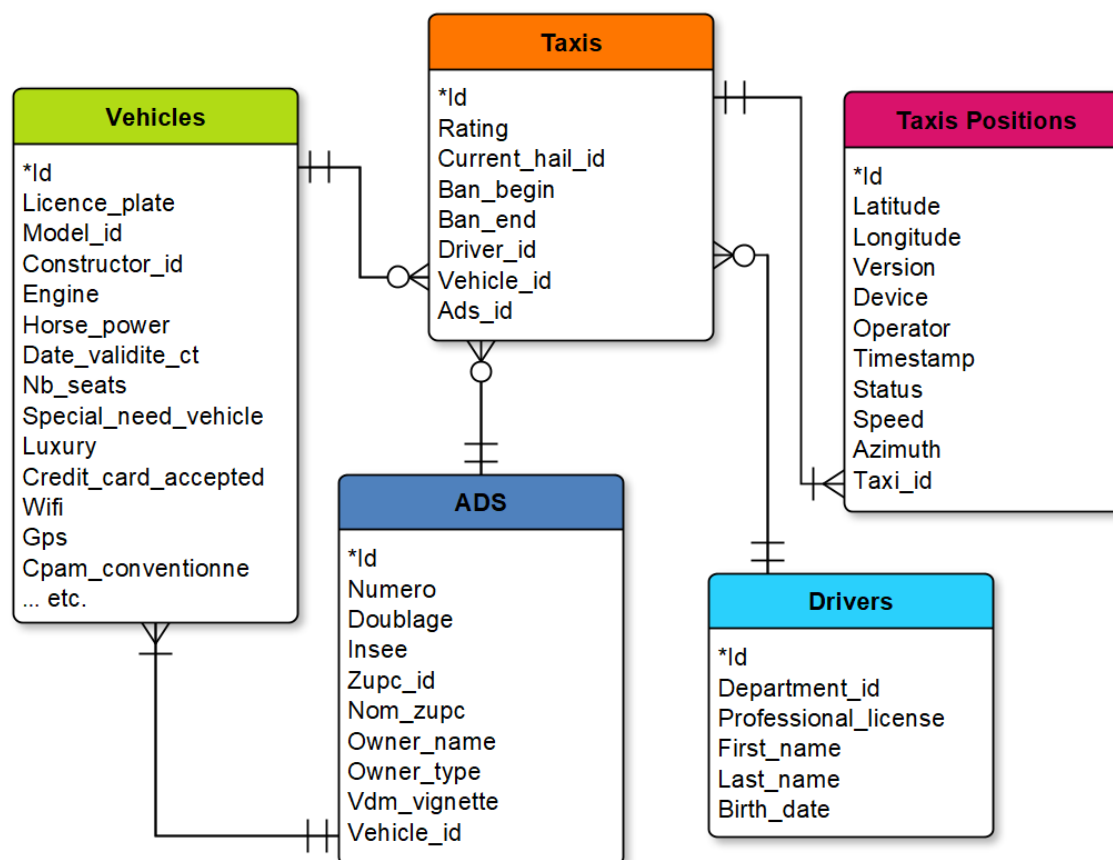 Taxis
*Id
Rating
Current_hail_id
Ban_begin
Ban_end
Driver_id
Vehicle_id
Ads_id
Vehicles
*Id
Licence_plate
Model_id
Constructor_id
Engine
Horse_power
Date_validite_ct
Nb_seats
Special_need_vehicle
Luxury
Credit_card_accepted
Wifi
Gps
Cpam_conventionne
... etc.
Taxis Positions
*Id
Latitude
Longitude
Version
Device
Operator
Timestamp
Status
Speed
Azimuth
Taxi_id
ADS
*Id
Numero
Doublage
Insee
Zupc_id
Nom_zupc
Owner_name
Owner_type
Vdm_vignette
Vehicle_id
Drivers
*Id
Department_id
Professional_license
First_name
Last_name
Birth_date